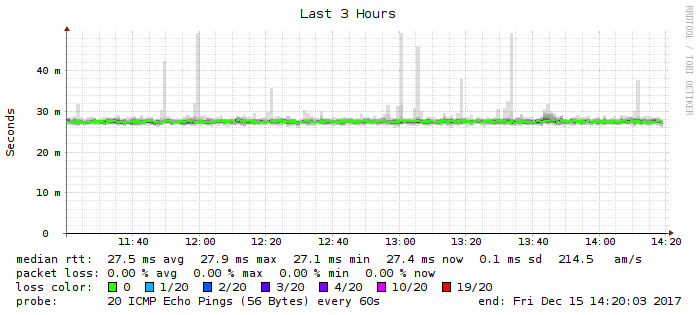 Last 3 Hours
RRDTOOL / TOBI OETIKER
Seconds
40 m
30 m
20 m
10 m
0
11:40 12:00 12:20 12:40 13:00 13:20 13:40 14:00 14:20
median rtt: 27.5 ms avg 27.9 ms max 27.1 ms min 27.4 ms now 0.1 ms sd 214.5 am/s
packet loss: 0.00 % avg 0.00 % max 0.00 % min 0.00 % now
loss color: 0 1/20 2/20 3/20 4/20 10/20 19/20
probe: 20 ICMP Echo Pings (56 Bytes) every 60s end: Fri Dec 15 14:20:03 2017